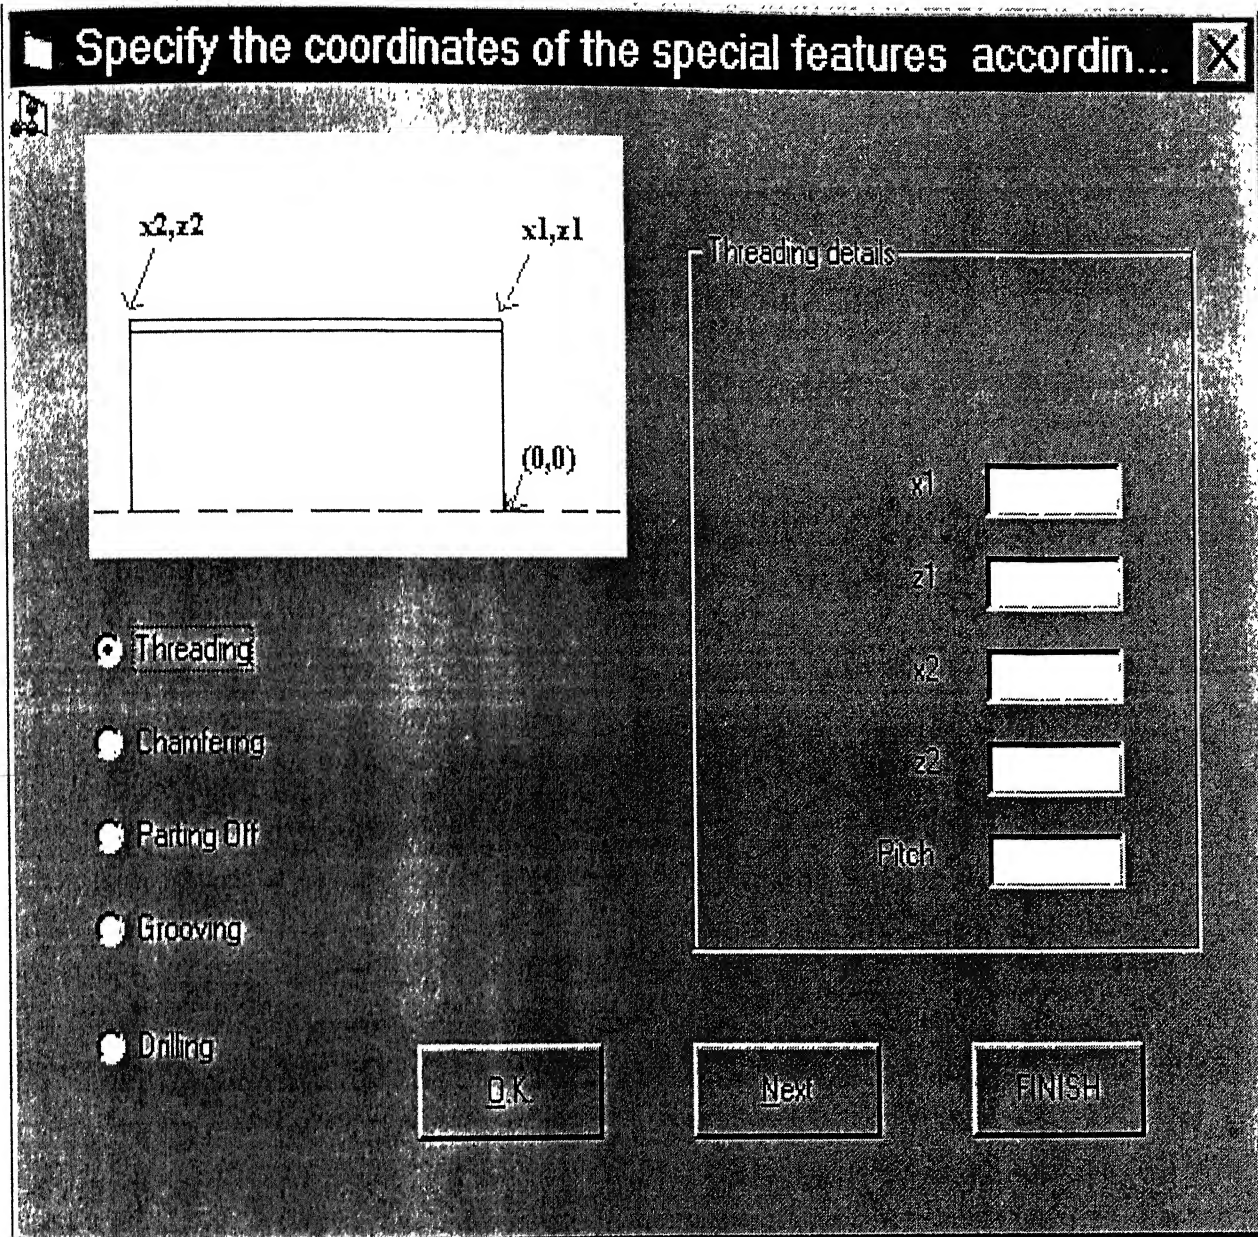 Specify the coordinates of the special features accordin...
x2,z2
x1,z1
(0,0)
Threading details
x1
z1
x2
z2
Pitch
Threading
Chamfering
Parting Off
Grooving
Drilling
O.K.
Next
FINISH